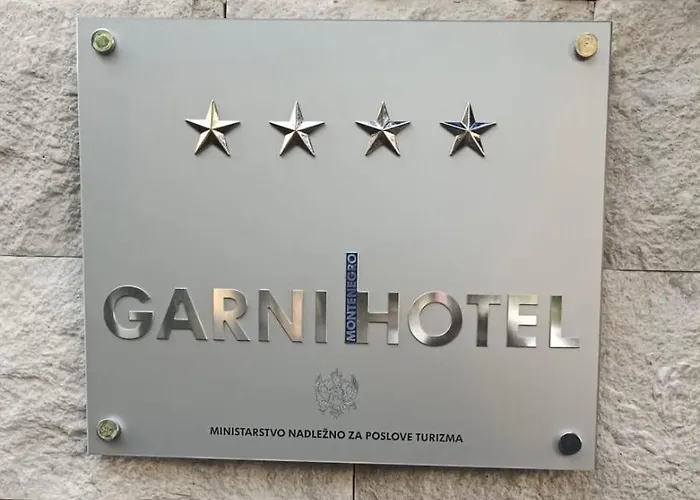 MONTENEGRO
GARNI HOTEL
MINISTARSTVO NADLEŽNO ZA POSLOVE TURIZMA